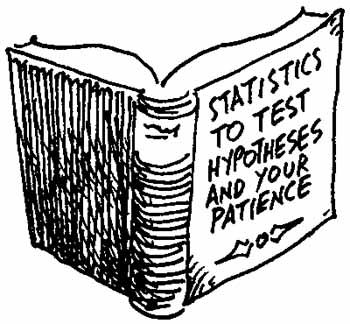 STATISTICS
TO TEST
HYPOTHESES
AND YOUR
PATIENCE